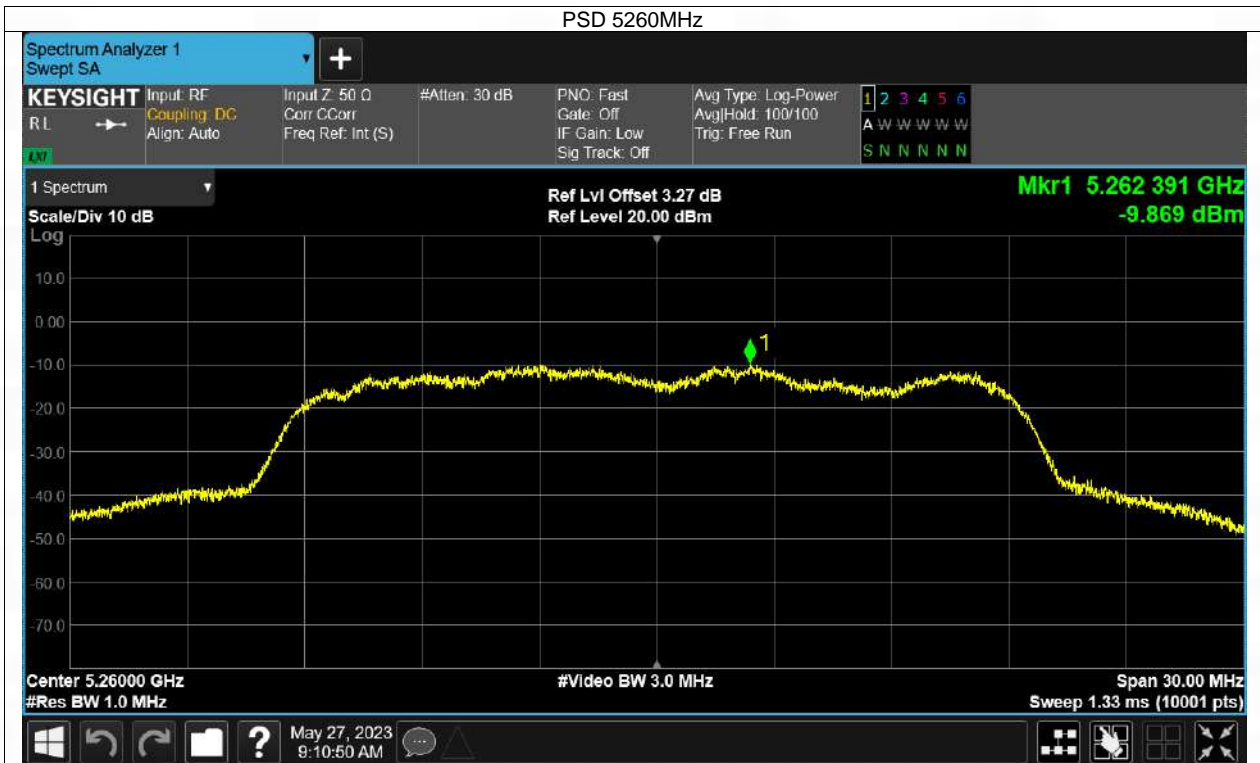 PSD 5260MHz
Spectrum Analyzer 1
Swept SA
+
KEYSIGHT
RL
LXI
Input: RF
Coupling: DC
Align: Auto
Input Z: 50 Ω
Corr CCorr
Freq Ref: Int (S)
#Atten: 30 dB
PNO: Fast
Gate: Off
IF Gain: Low
Sig Track: Off
Avg Type: Log-Power
Avg|Hold: 100/100
Trig: Free Run
1 2 3 4 5 6
A W W W W W
S N N N N N
1 Spectrum
Scale/Div 10 dB
Ref Lvl Offset 3.27 dB
Ref Level 20.00 dBm
Mkr1 5.262 391 GHz
-9.869 dBm
Log
10.0
0.00
-10.0
-20.0
-30.0
-40.0
-50.0
-60.0
-70.0
1
Center 5.26000 GHz
#Res BW 1.0 MHz
#Video BW 3.0 MHz
Span 30.00 MHz
Sweep 1.33 ms (10001 pts)
?
May 27, 2023
9:10:50 AM